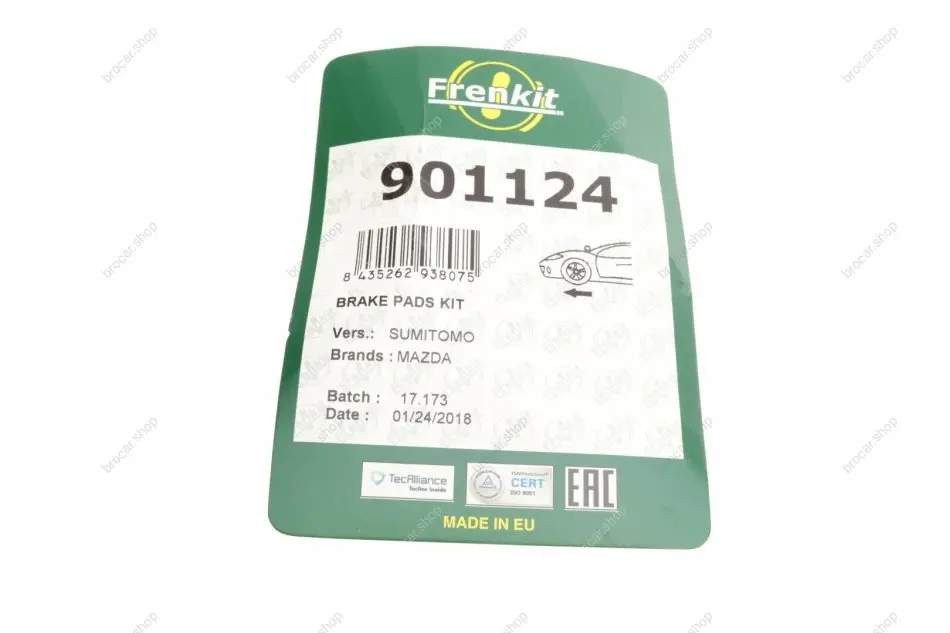 Frenkit
901124
8 435262 938075
BRAKE PADS KIT
Vers.: SUMITOMO
Brands : MAZDA
Batch : 17.173
Date : 01/24/2018
TecAlliance
TecDoc Inside
CERT
ISO 9001
EAC
MADE IN EU
brocar.shop